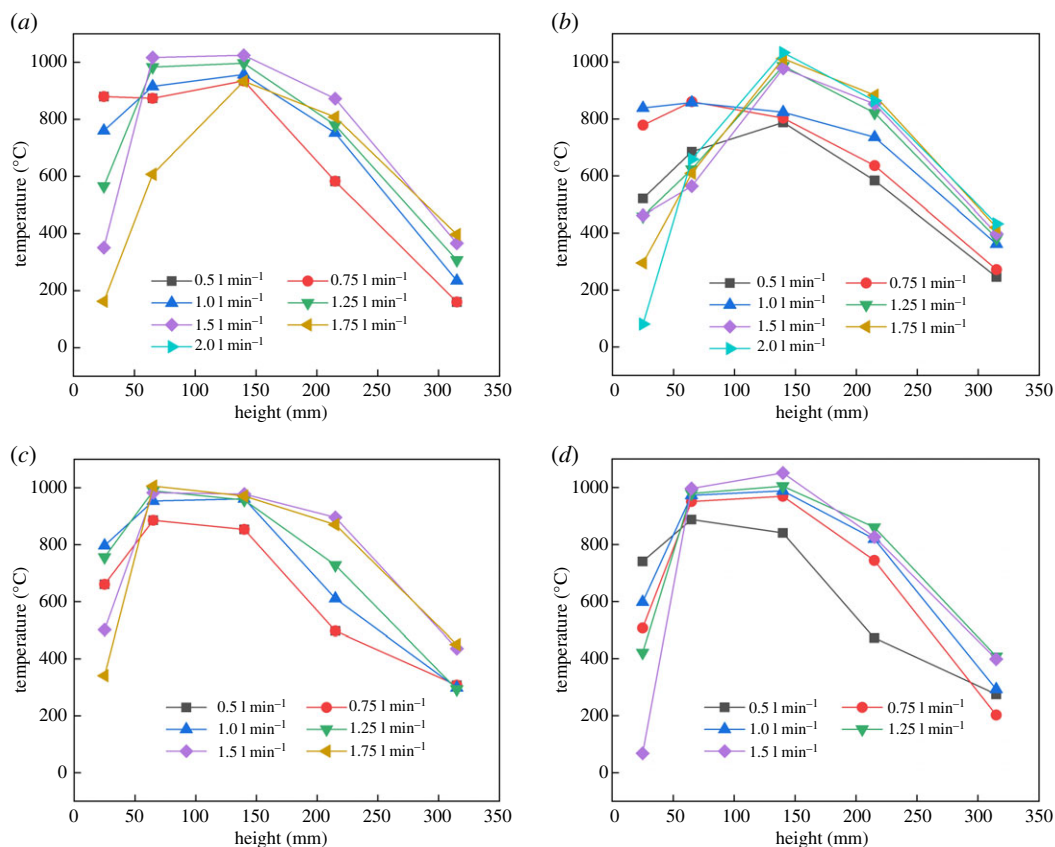 (a)
1000
800
600
400
200
0
temperature (°C)
0.5 l min⁻¹ 0.75 l min⁻¹
1.0 l min⁻¹ 1.25 l min⁻¹
1.5 l min⁻¹ 1.75 l min⁻¹
2.0 l min⁻¹
0 50 100 150 200 250 300 350
height (mm)
(b)
1000
800
600
400
200
0
temperature (°C)
0.5 l min⁻¹ 0.75 l min⁻¹
1.0 l min⁻¹ 1.25 l min⁻¹
1.5 l min⁻¹ 1.75 l min⁻¹
2.0 l min⁻¹
0 50 100 150 200 250 300 350
height (mm)
(c)
1000
800
600
400
200
0
temperature (°C)
0.5 l min⁻¹ 0.75 l min⁻¹
1.0 l min⁻¹ 1.25 l min⁻¹
1.5 l min⁻¹ 1.75 l min⁻¹
0 50 100 150 200 250 300 350
height (mm)
(d)
1000
800
600
400
200
0
temperature (°C)
0.5 l min⁻¹ 0.75 l min⁻¹
1.0 l min⁻¹ 1.25 l min⁻¹
1.5 l min⁻¹
0 50 100 150 200 250 300 350
height (mm)